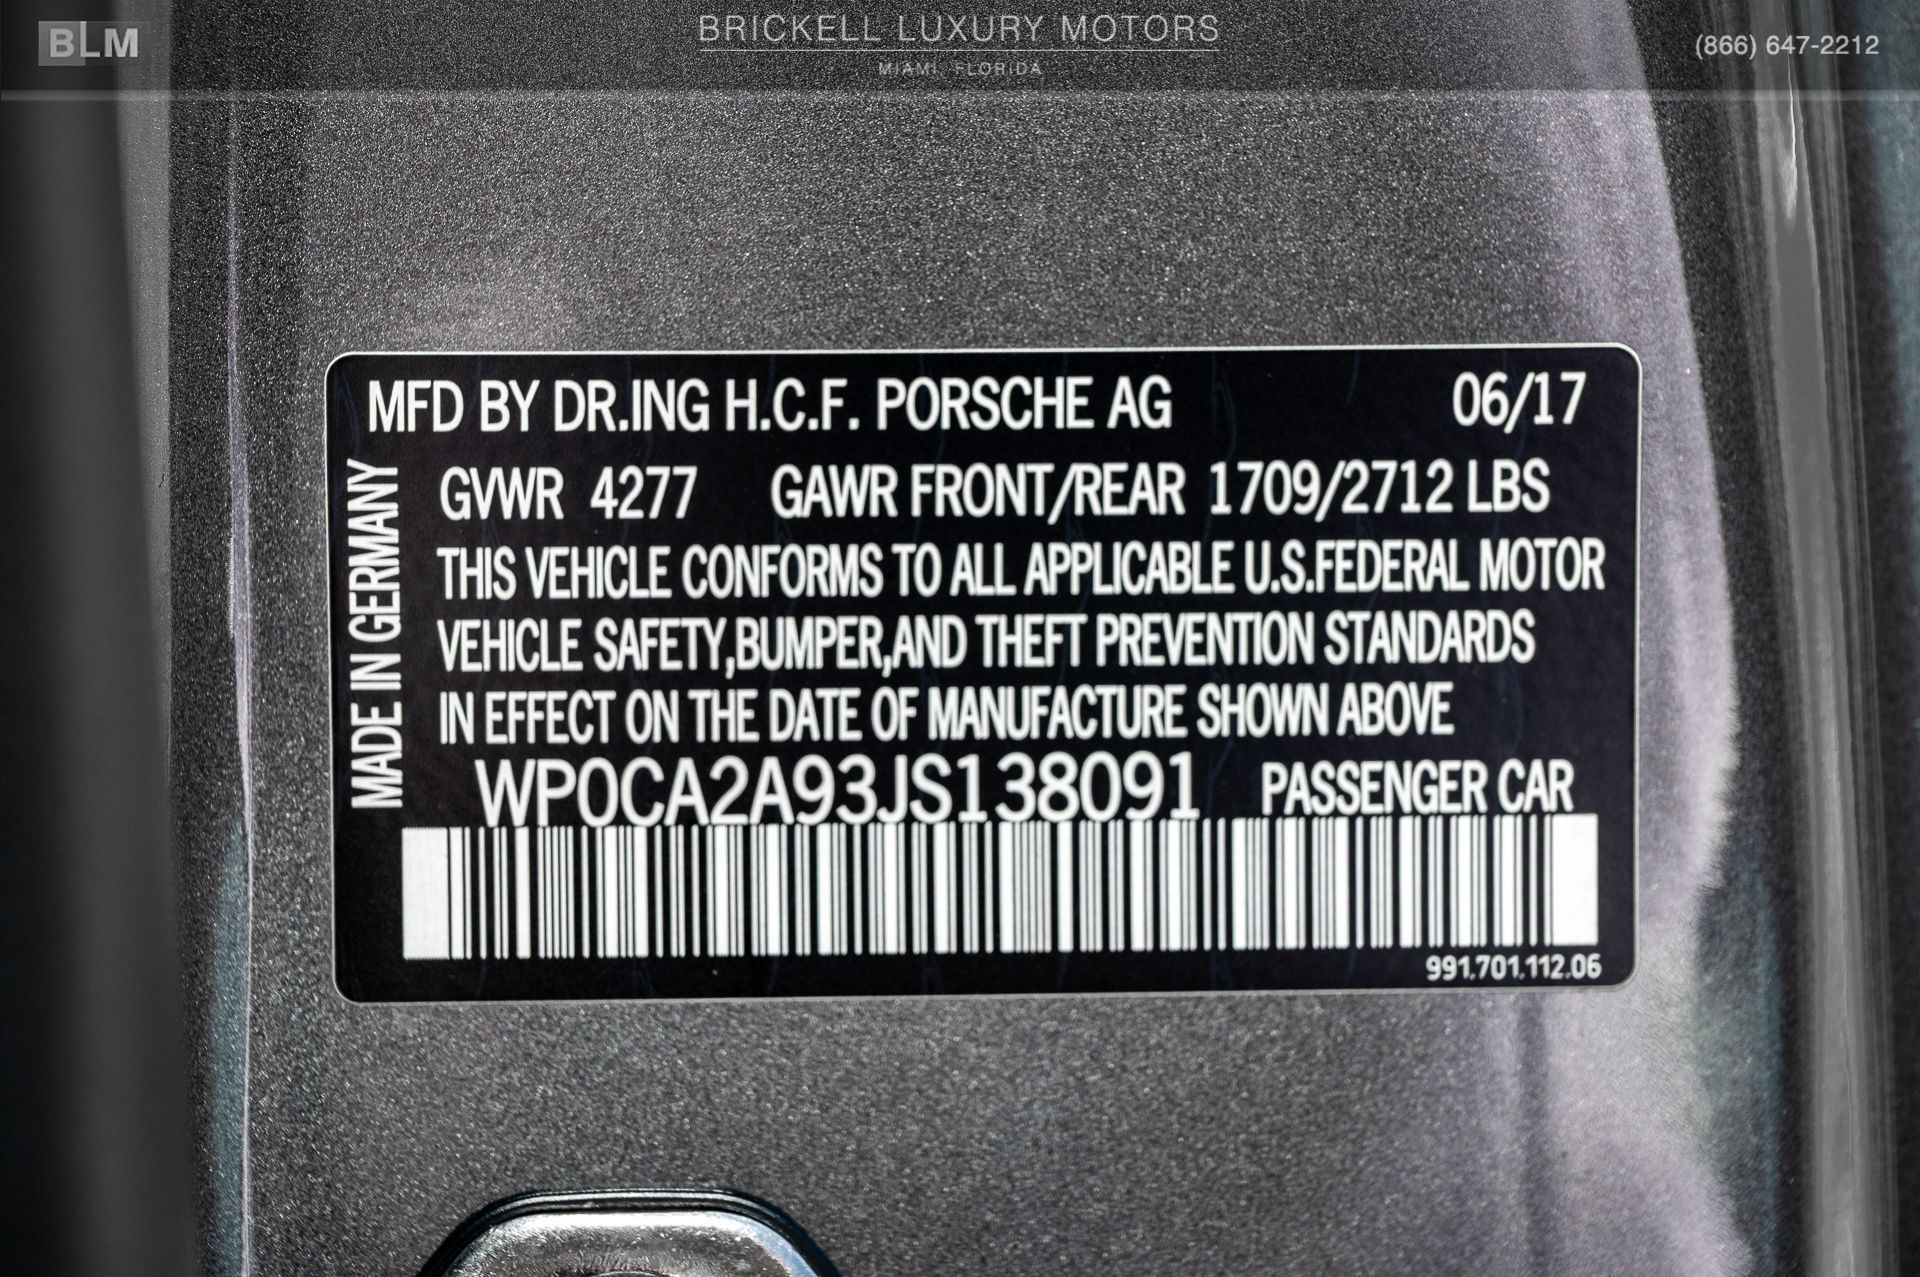 BLM
BRICKELL LUXURY MOTORS
MIAMI, FLORIDA
(866) 647-2212
MFD BY DR.ING H.C.F. PORSCHE AG 06/17
MADE IN GERMANY
GVWR 4277 GAWR FRONT/REAR 1709/2712 LBS
THIS VEHICLE CONFORMS TO ALL APPLICABLE U.S.FEDERAL MOTOR
VEHICLE SAFETY,BUMPER,AND THEFT PREVENTION STANDARDS
IN EFFECT ON THE DATE OF MANUFACTURE SHOWN ABOVE
WP0CA2A93JS138091 PASSENGER CAR
991.701.112.06